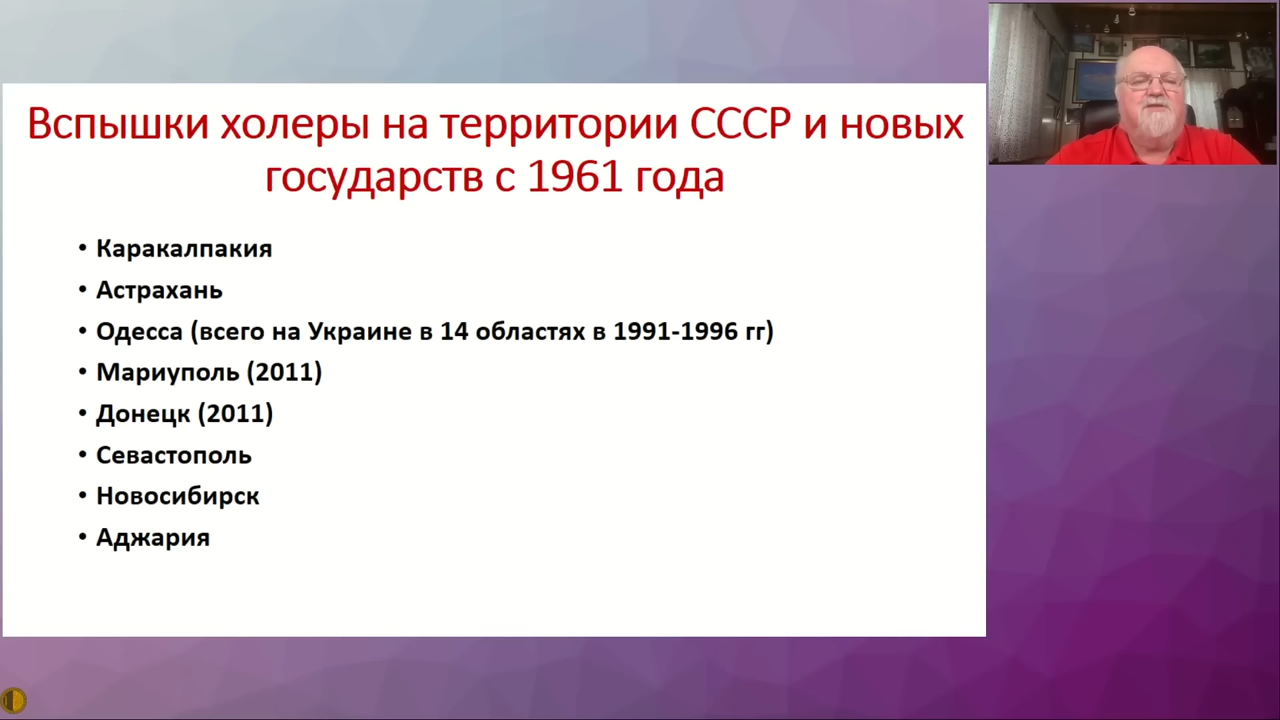 Вспышки холеры на территории СССР и новых
государств с 1961 года
• Каракалпакия
• Астрахань
• Одесса (всего на Украине в 14 областях в 1991-1996 гг)
• Мариуполь (2011)
• Донецк (2011)
• Севастополь
• Новосибирск
• Аджария